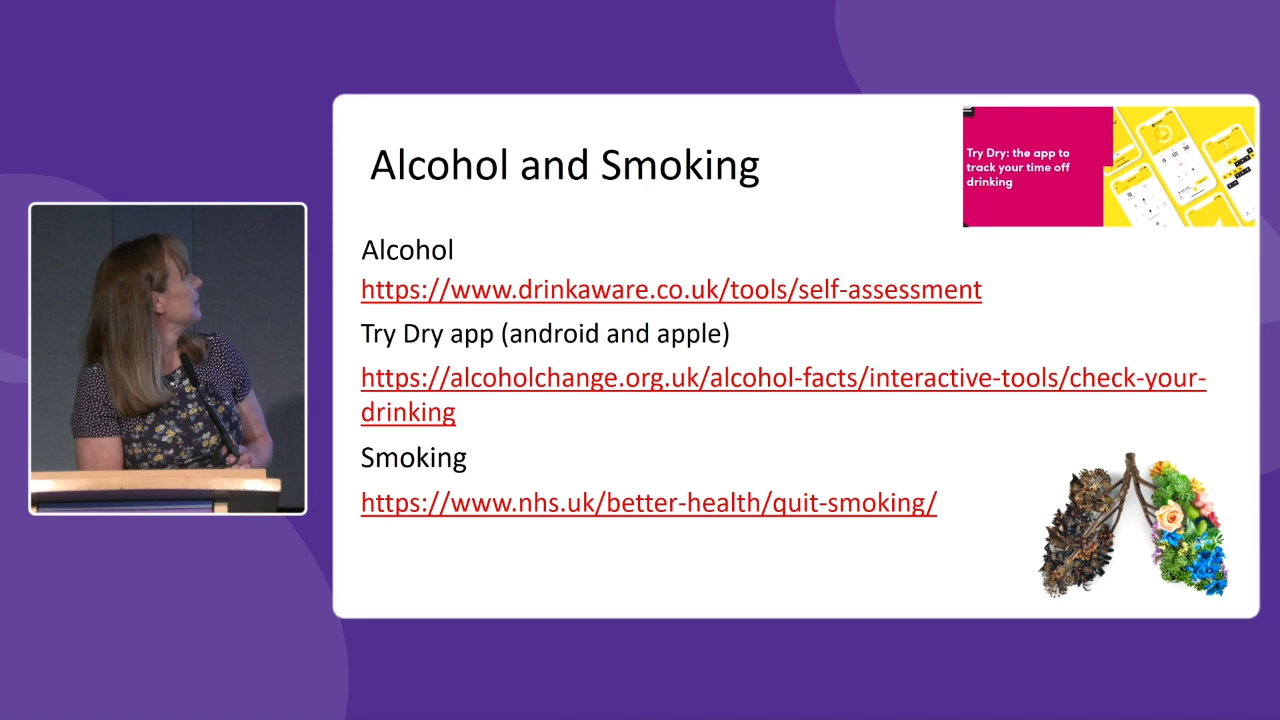 Alcohol and Smoking
Try Dry: the app to
track your time off
drinking
Alcohol
https://www.drinkaware.co.uk/tools/self-assessment
Try Dry app (android and apple)
https://alcoholchange.org.uk/alcohol-facts/interactive-tools/check-your-
drinking
Smoking
https://www.nhs.uk/better-health/quit-smoking/